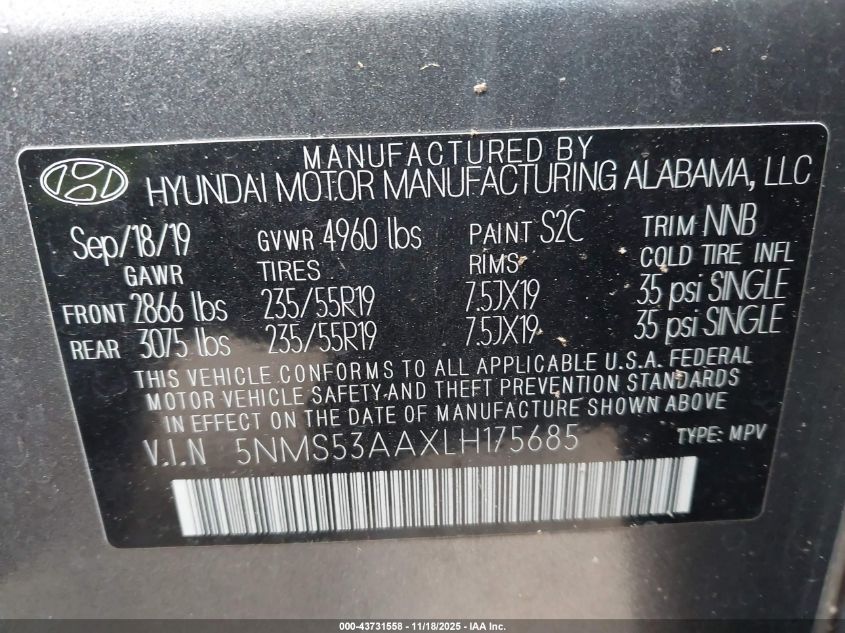 MANUFACTURED BY
HYUNDAI MOTOR MANUFACTURING ALABAMA, LLC
Sep/18/19 GVWR 4960 lbs PAINT S2C TRIM NNB
GAWR TIRES RIMS COLD TIRE INFL
FRONT 2866 lbs 235/55R19 7.5JX19 35 psi SINGLE
REAR 3075 lbs 235/55R19 7.5JX19 35 psi SINGLE
THIS VEHICLE CONFORMS TO ALL APPLICABLE U.S.A. FEDERAL
MOTOR VEHICLE SAFETY AND THEFT PREVENTION STANDARDS
IN EFFECT ON THE DATE OF MANUFACTURE SHOWN ABOVE
V.I.N 5NMS53AAXLH175685 TYPE: MPV
000-43731558 - 11/18/2025 - IAA Inc.